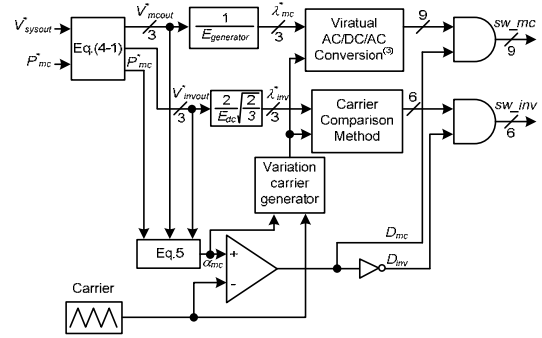 V*sysout
P*mc
Eq.(4-1)
V*mcout
3
1
Egenerator
λ*mc
3
Viratual
AC/DC/AC
Conversion(3)
9
sw_mc
9
P*mc
V*invout
3
2
Edc
√
2
3
λ*inv
3
Carrier
Comparison
Method
6
sw_inv
6
Variation
carrier
generator
Eq.5
αmc
+
-
Dmc
Dinv
Carrier